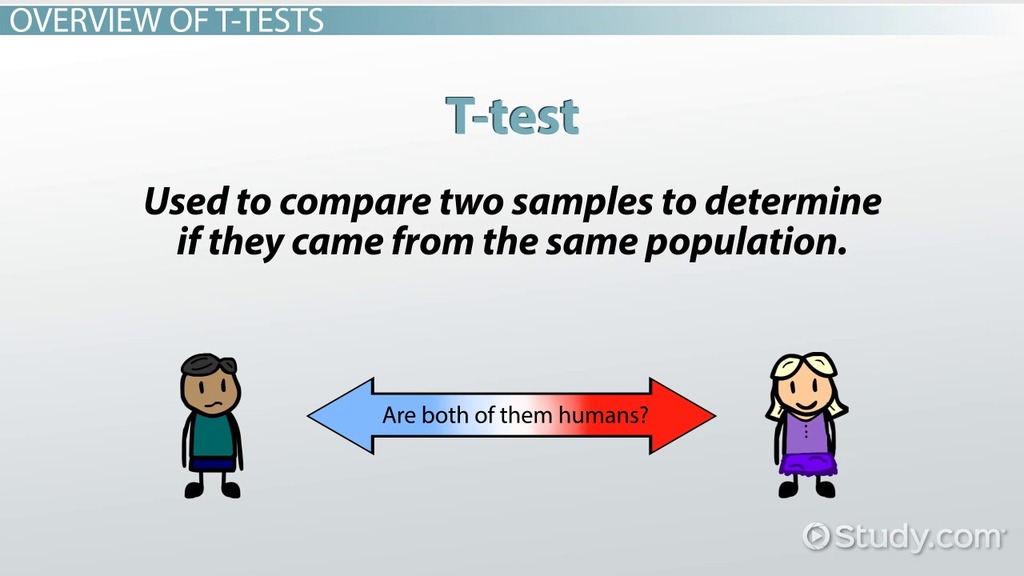 OVERVIEW OF T-TESTS
T-test
Used to compare two samples to determine
if they came from the same population.
Are both of them humans?
Study.com